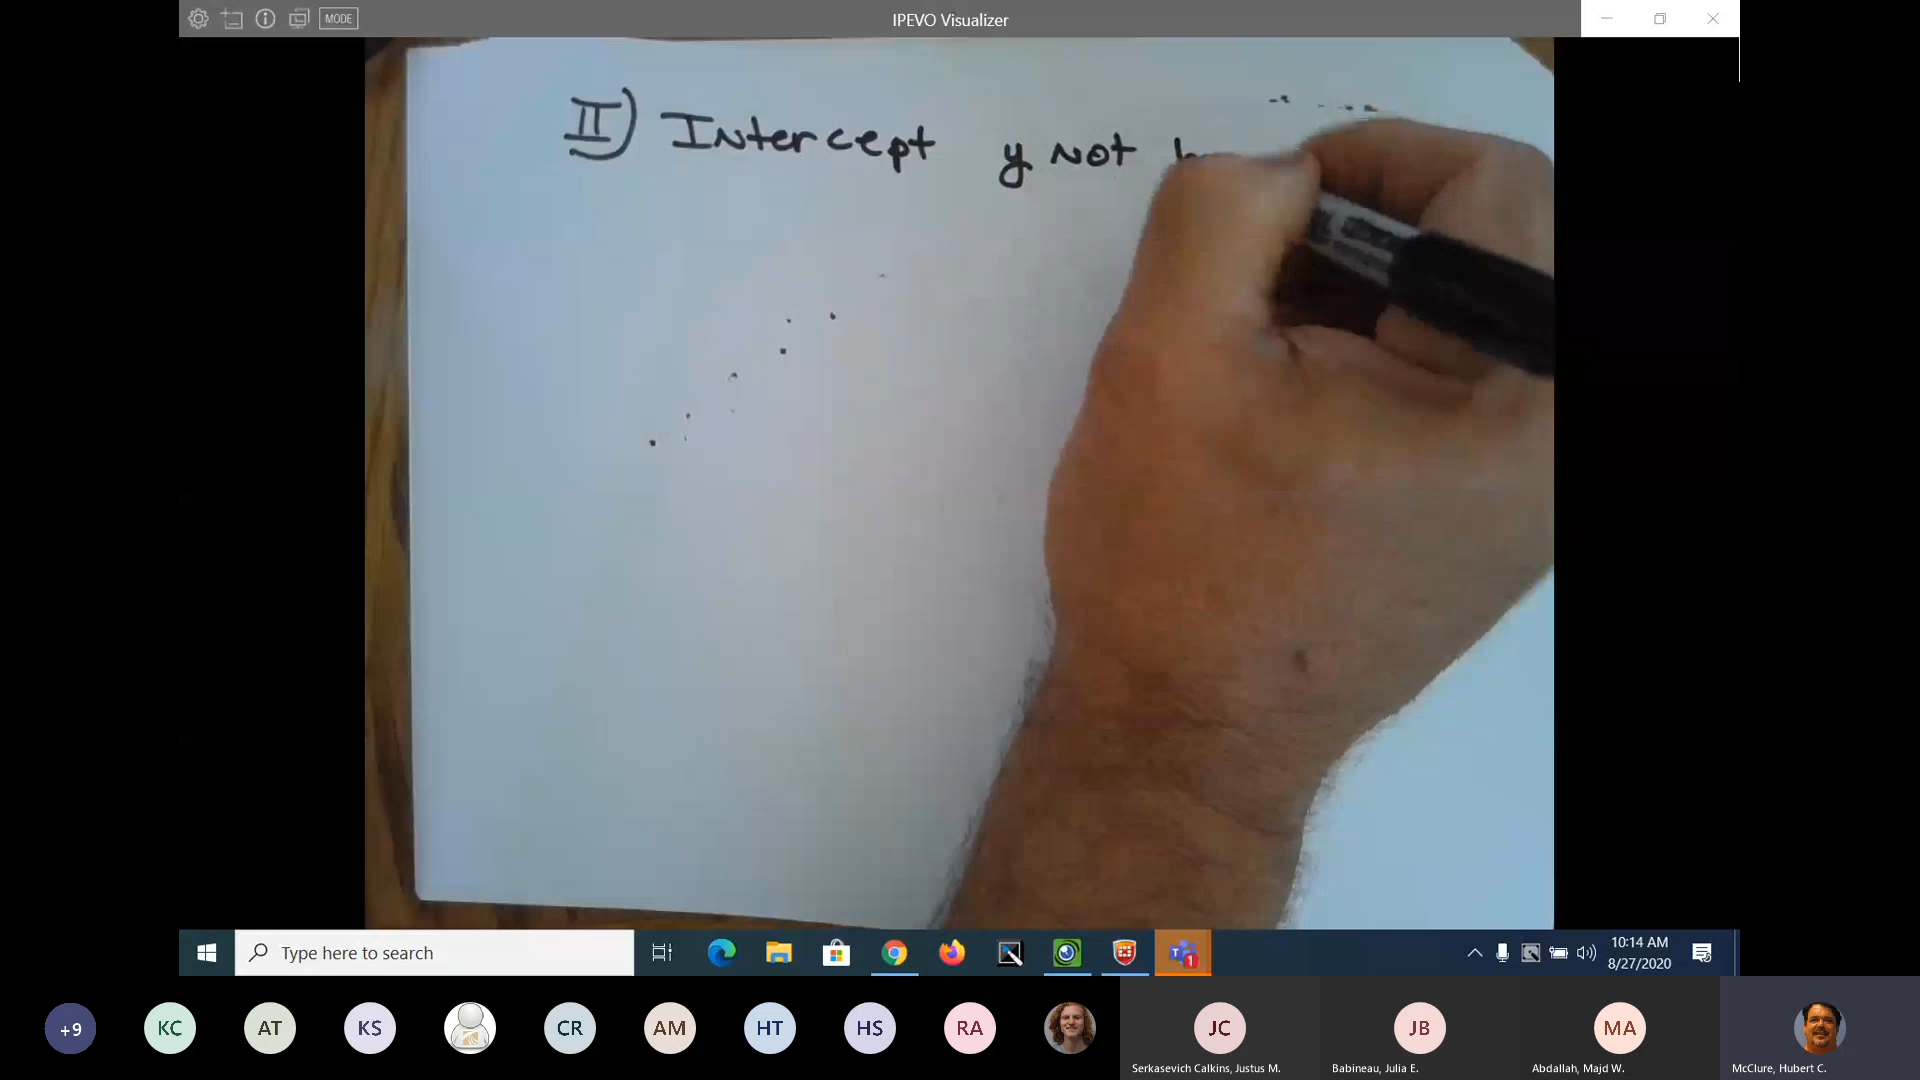 MODE
IPEVO Visualizer
II) Intercept y not
Type here to search
1
10:14 AM
8/27/2020
+9
KC
AT
KS
CR
AM
HT
HS
RA
JC
JB
MA
Serkasevich Calkins, Justus M.
Babineau, Julia E.
Abdallah, Majd W.
McClure, Hubert C.